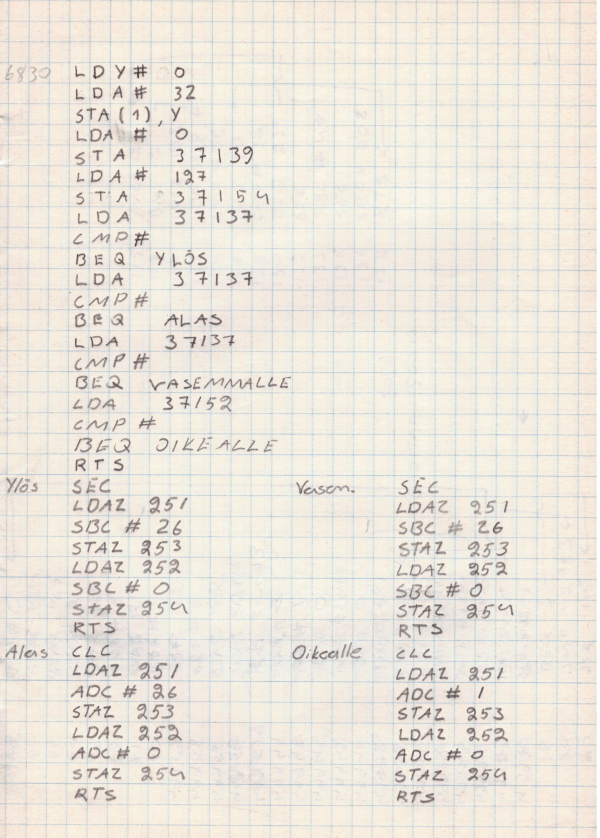 6830 LDY# 0
LDA# 32
STA(1),Y
LDA# 0
STA 37139
LDA# 127
STA 37154
LDA 37137
CMP#
BEQ YLÖS
LDA 37137
CMP#
BEQ ALAS
LDA 37137
CMP#
BEQ VASEMMALLE
LDA 37152
CMP #
BEQ OIKEALLE
RTS
Ylös SEC
LDAZ 251
SBC # 26
STAZ 253
LDAZ 252
SBC # 0
STAZ 254
RTS
Alas CLC
LDAZ 251
ADC # 26
STAZ 253
LDAZ 252
ADC # 0
STAZ 254
RTS
Vasem. SEC
LDAZ 251
SBC # 26
STAZ 253
LDAZ 252
SBC # 0
STAZ 254
RTS
Oikealle CLC
LDAZ 251
ADC # 1
STAZ 253
LDAZ 252
ADC # 0
STAZ 254
RTS